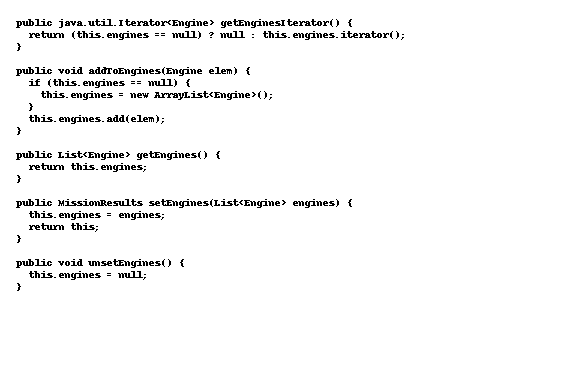 public java.util.Iterator<Engine> getEnginesIterator() {
  return (this.engines == null) ? null : this.engines.iterator();
}

public void addToEngines(Engine elem) {
  if (this.engines == null) {
    this.engines = new ArrayList<Engine>();
  }
  this.engines.add(elem);
}

public List<Engine> getEngines() {
  return this.engines;
}

public MissionResults setEngines(List<Engine> engines) {
  this.engines = engines;
  return this;
}

public void unsetEngines() {
  this.engines = null;
}